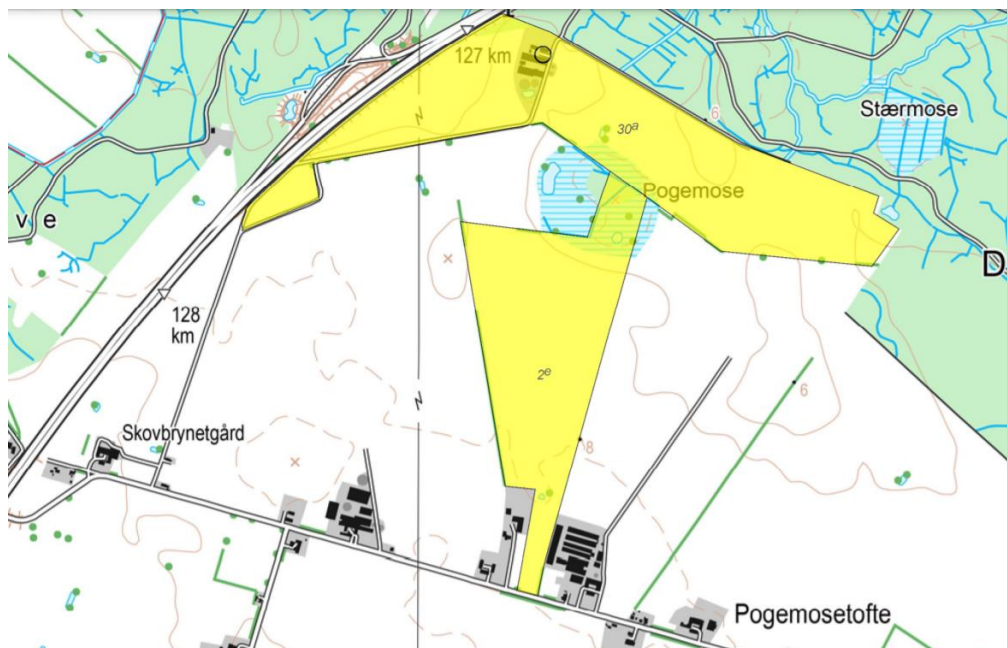 127 km
6
Stærmose
30ᵃ
Pogemose
v e
D
128
km
2ᵉ
6
8
Skovbrynetgård
Pogemosetofte